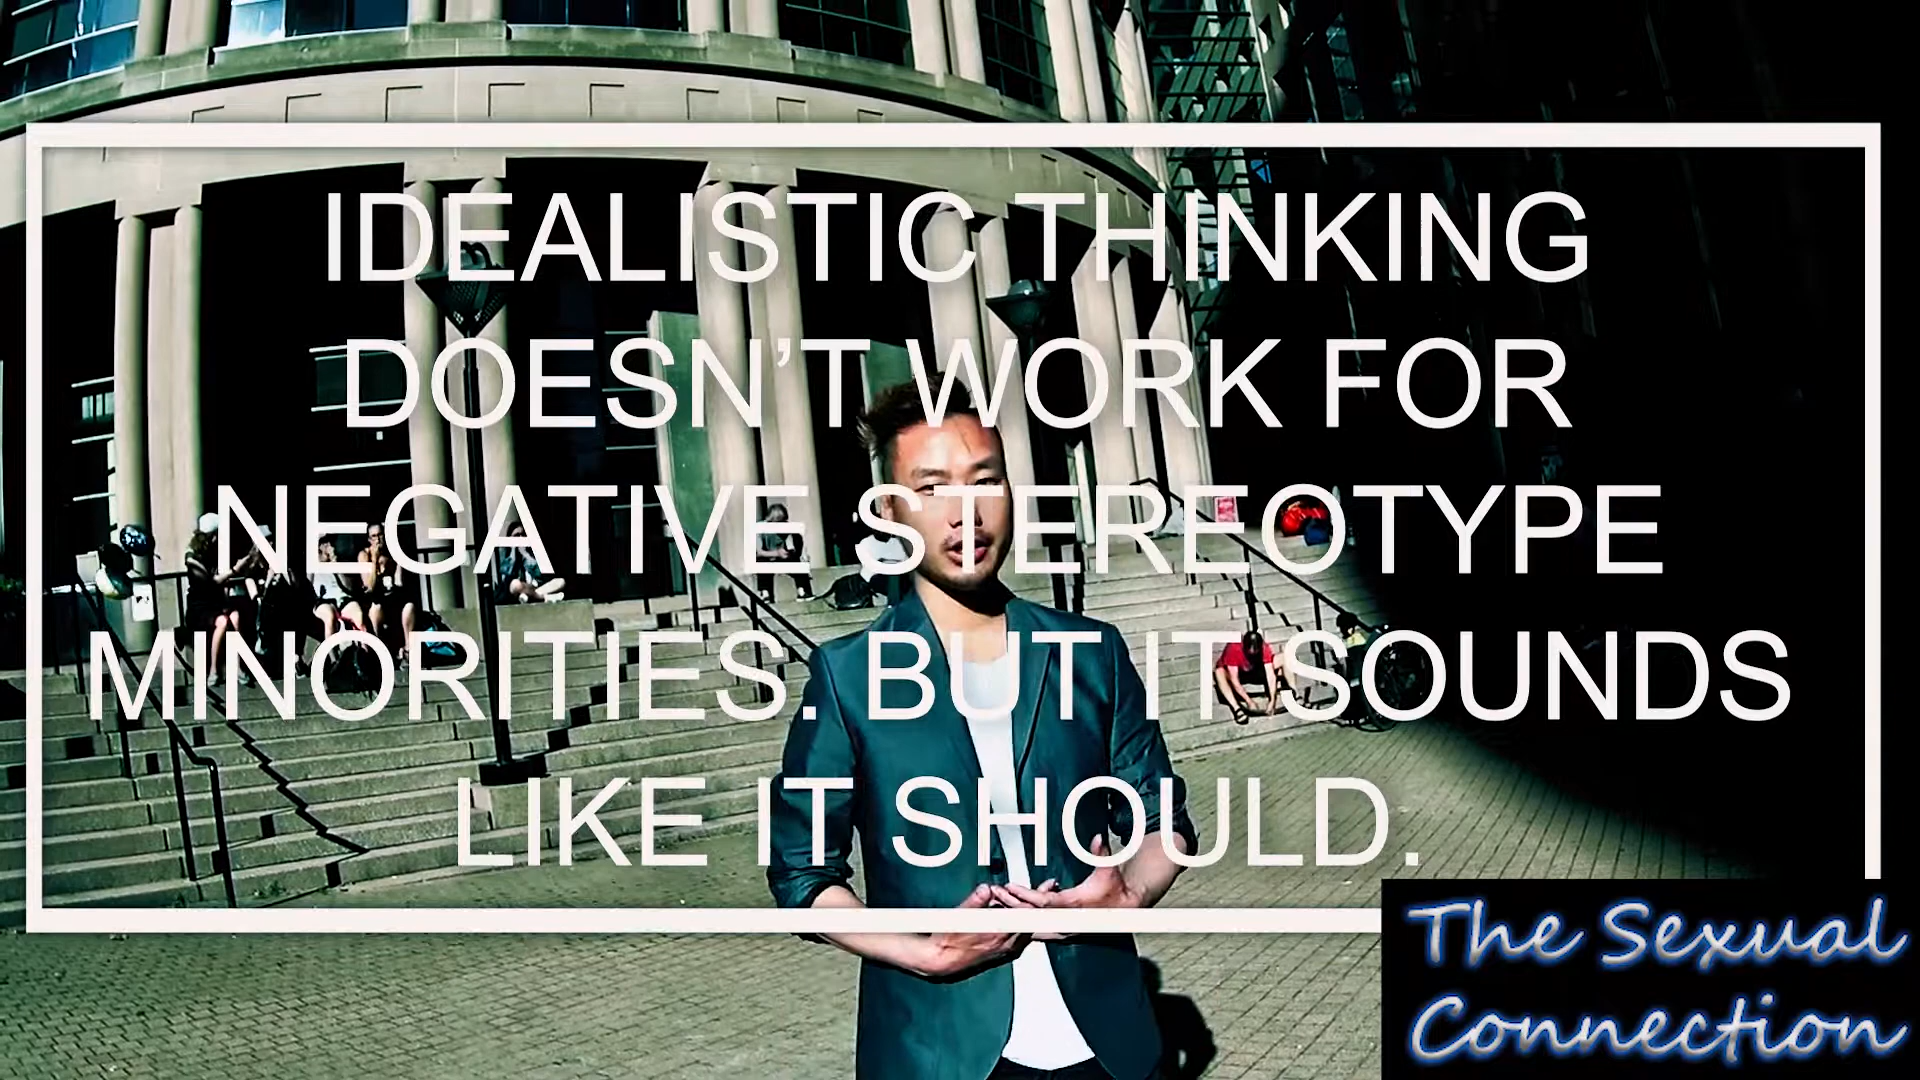 IDEALISTIC THINKING
DOESN'T WORK FOR
NEGATIVE STEREOTYPE
MINORITIES. BUT IT SOUNDS
LIKE IT SHOULD.
The Sexual
Connection